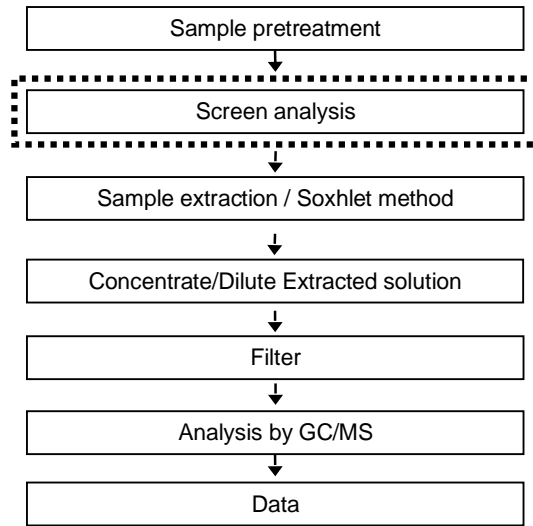 Sample pretreatment
Screen analysis
Sample extraction / Soxhlet method
Concentrate/Dilute Extracted solution
Filter
Analysis by GC/MS
Data